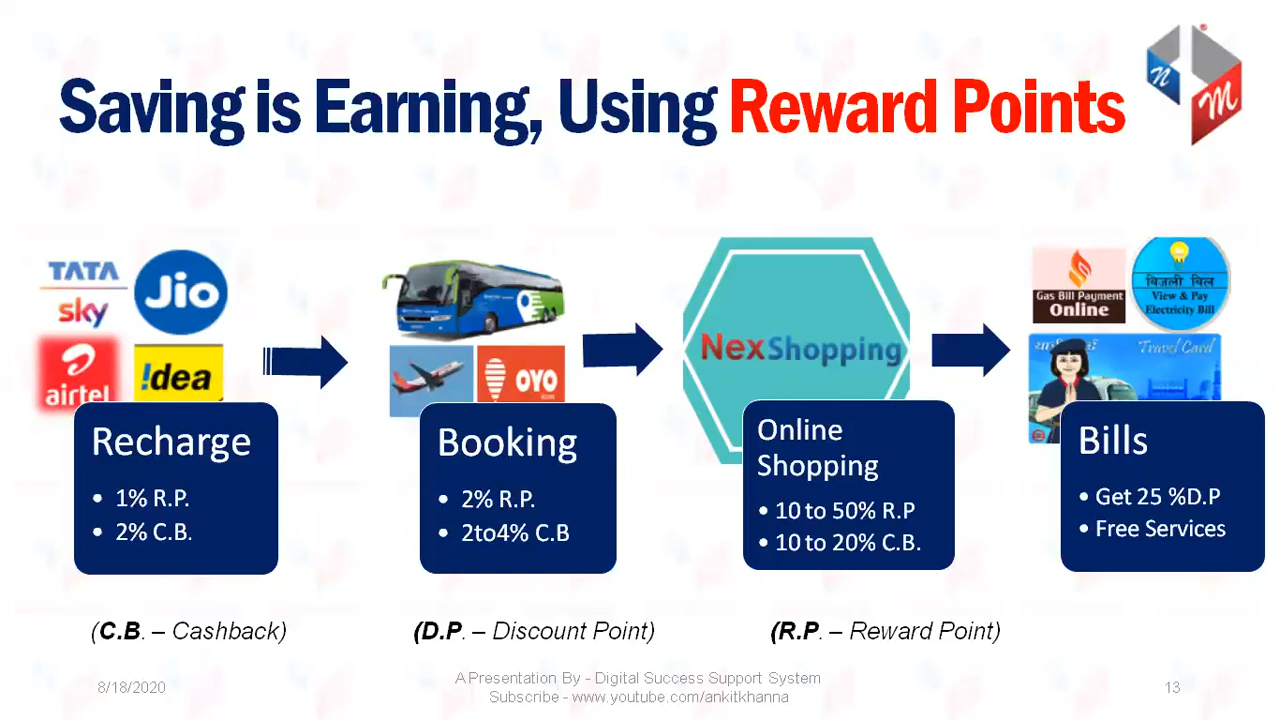 Saving is Earning, Using Reward Points
n
M
TATA
sky
Jio
airtel
!dea
OYO
NexShopping
Gas Bill Payment
Online
बिजली बिल
View & Pay
Electricity Bill
Travel Card
Recharge
• 1% R.P.
• 2% C.B.
Booking
• 2% R.P.
• 2to4% C.B
Online
Shopping
• 10 to 50% R.P
• 10 to 20% C.B.
Bills
• Get 25 %D.P
• Free Services
(C.B. – Cashback)
(D.P. – Discount Point)
(R.P. – Reward Point)
8/18/2020
A Presentation By - Digital Success Support System
Subscribe - www.youtube.com/ankitkhanna
13